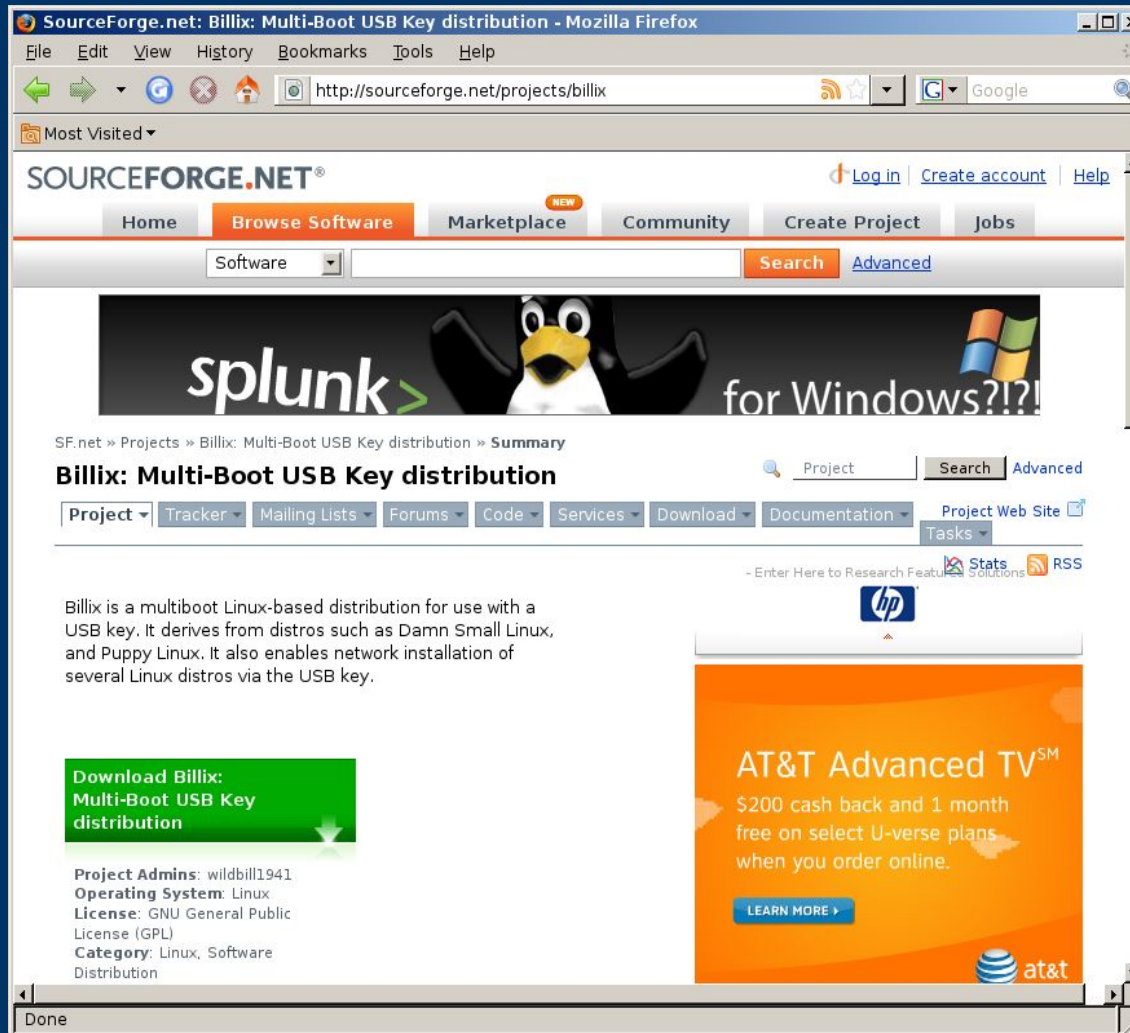 SourceForge.net: Billix: Multi-Boot USB Key distribution - Mozilla Firefox
File Edit View History Bookmarks Tools Help
http://sourceforge.net/projects/billix G Google
Most Visited
SOURCEFORGE.NET® Log in Create account Help
NEW
Home Browse Software Marketplace Community Create Project Jobs
Software Search Advanced
splunk> for Windows?!?!
SF.net » Projects » Billix: Multi-Boot USB Key distribution » Summary
Billix: Multi-Boot USB Key distribution Project Search Advanced
Project Tracker Mailing Lists Forums Code Services Download Documentation Project Web Site
Tasks
- Enter Here to Research Featured Solutions Stats RSS
hp
Billix is a multiboot Linux-based distribution for use with a
USB key. It derives from distros such as Damn Small Linux,
and Puppy Linux. It also enables network installation of
several Linux distros via the USB key.
Download Billix:
Multi-Boot USB Key
distribution
Project Admins: wildbill1941
Operating System: Linux
License: GNU General Public
License (GPL)
Category: Linux, Software
Distribution
AT&T Advanced TV℠
$200 cash back and 1 month
free on select U-verse plans
when you order online.
LEARN MORE
at&t
Done